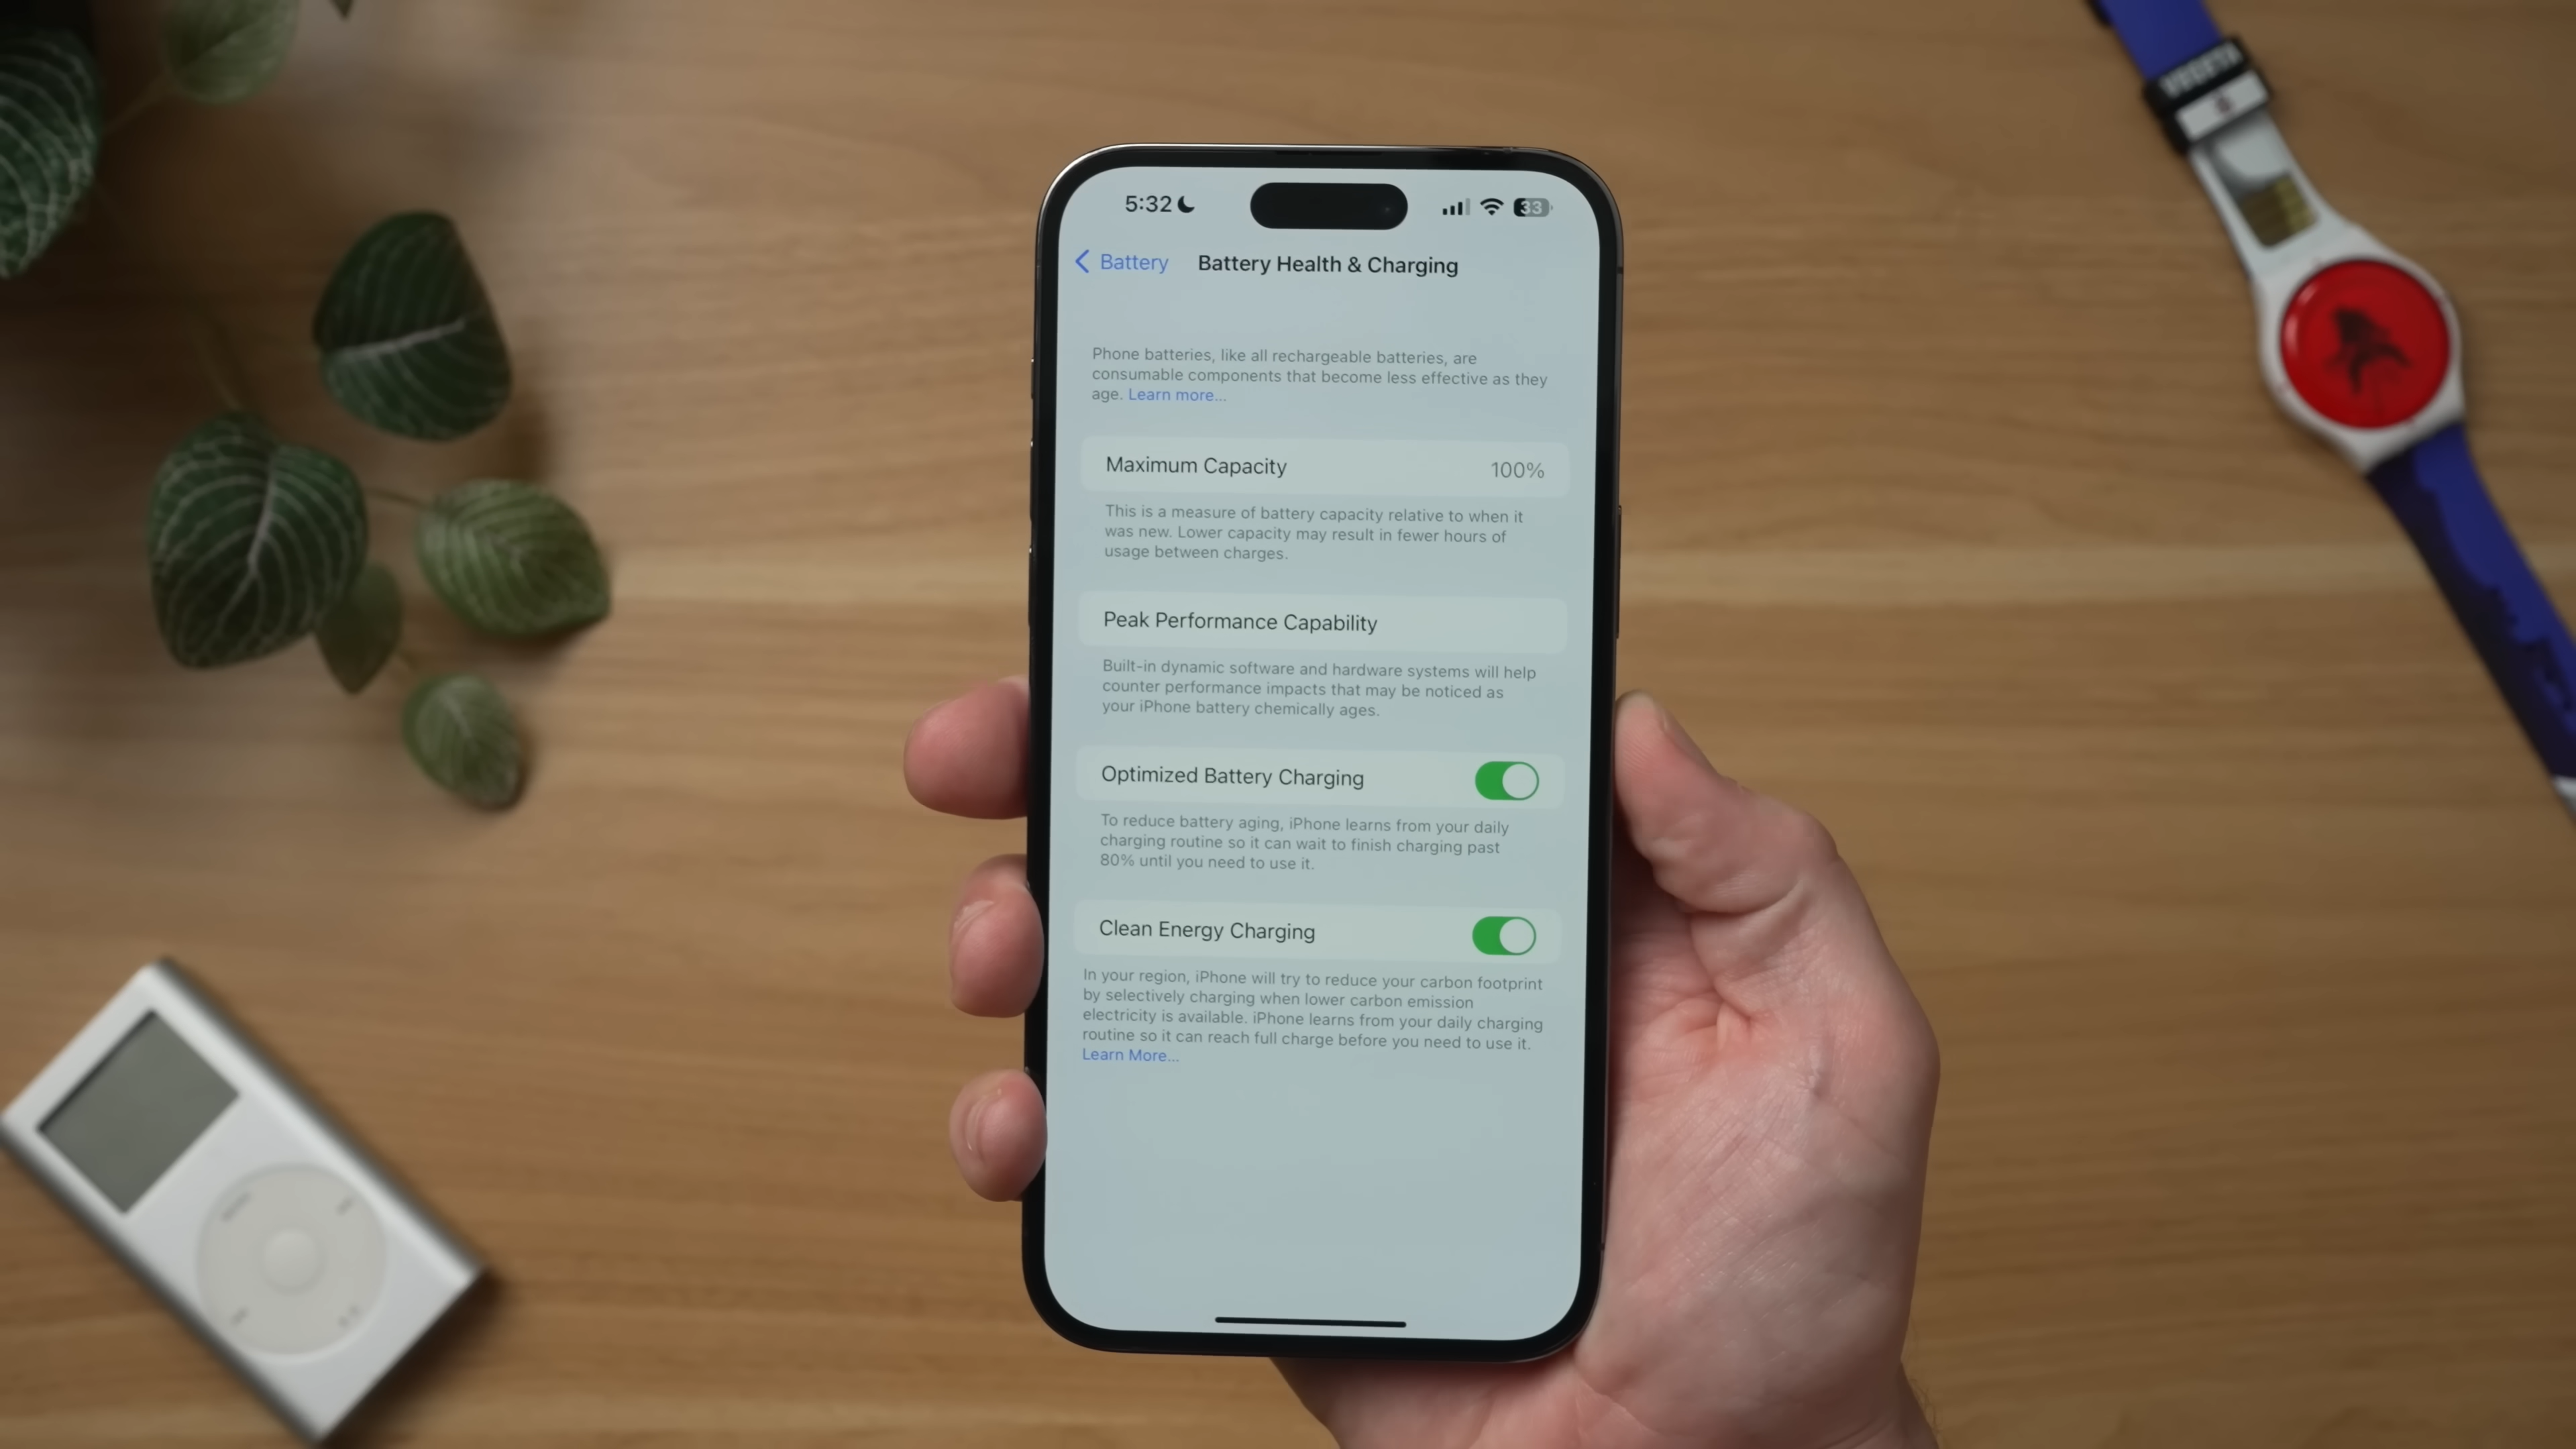 5:32
33
Battery
Battery Health & Charging
Phone batteries, like all rechargeable batteries, are
consumable components that become less effective as they
age. Learn more...
Maximum Capacity 100%
This is a measure of battery capacity relative to when it
was new. Lower capacity may result in fewer hours of
usage between charges.
Peak Performance Capability
Built-in dynamic software and hardware systems will help
counter performance impacts that may be noticed as
your iPhone battery chemically ages.
Optimized Battery Charging
To reduce battery aging, iPhone learns from your daily
charging routine so it can wait to finish charging past
80% until you need to use it.
Clean Energy Charging
In your region, iPhone will try to reduce your carbon footprint
by selectively charging when lower carbon emission
electricity is available. iPhone learns from your daily charging
routine so it can reach full charge before you need to use it.
Learn More...
VEGETA